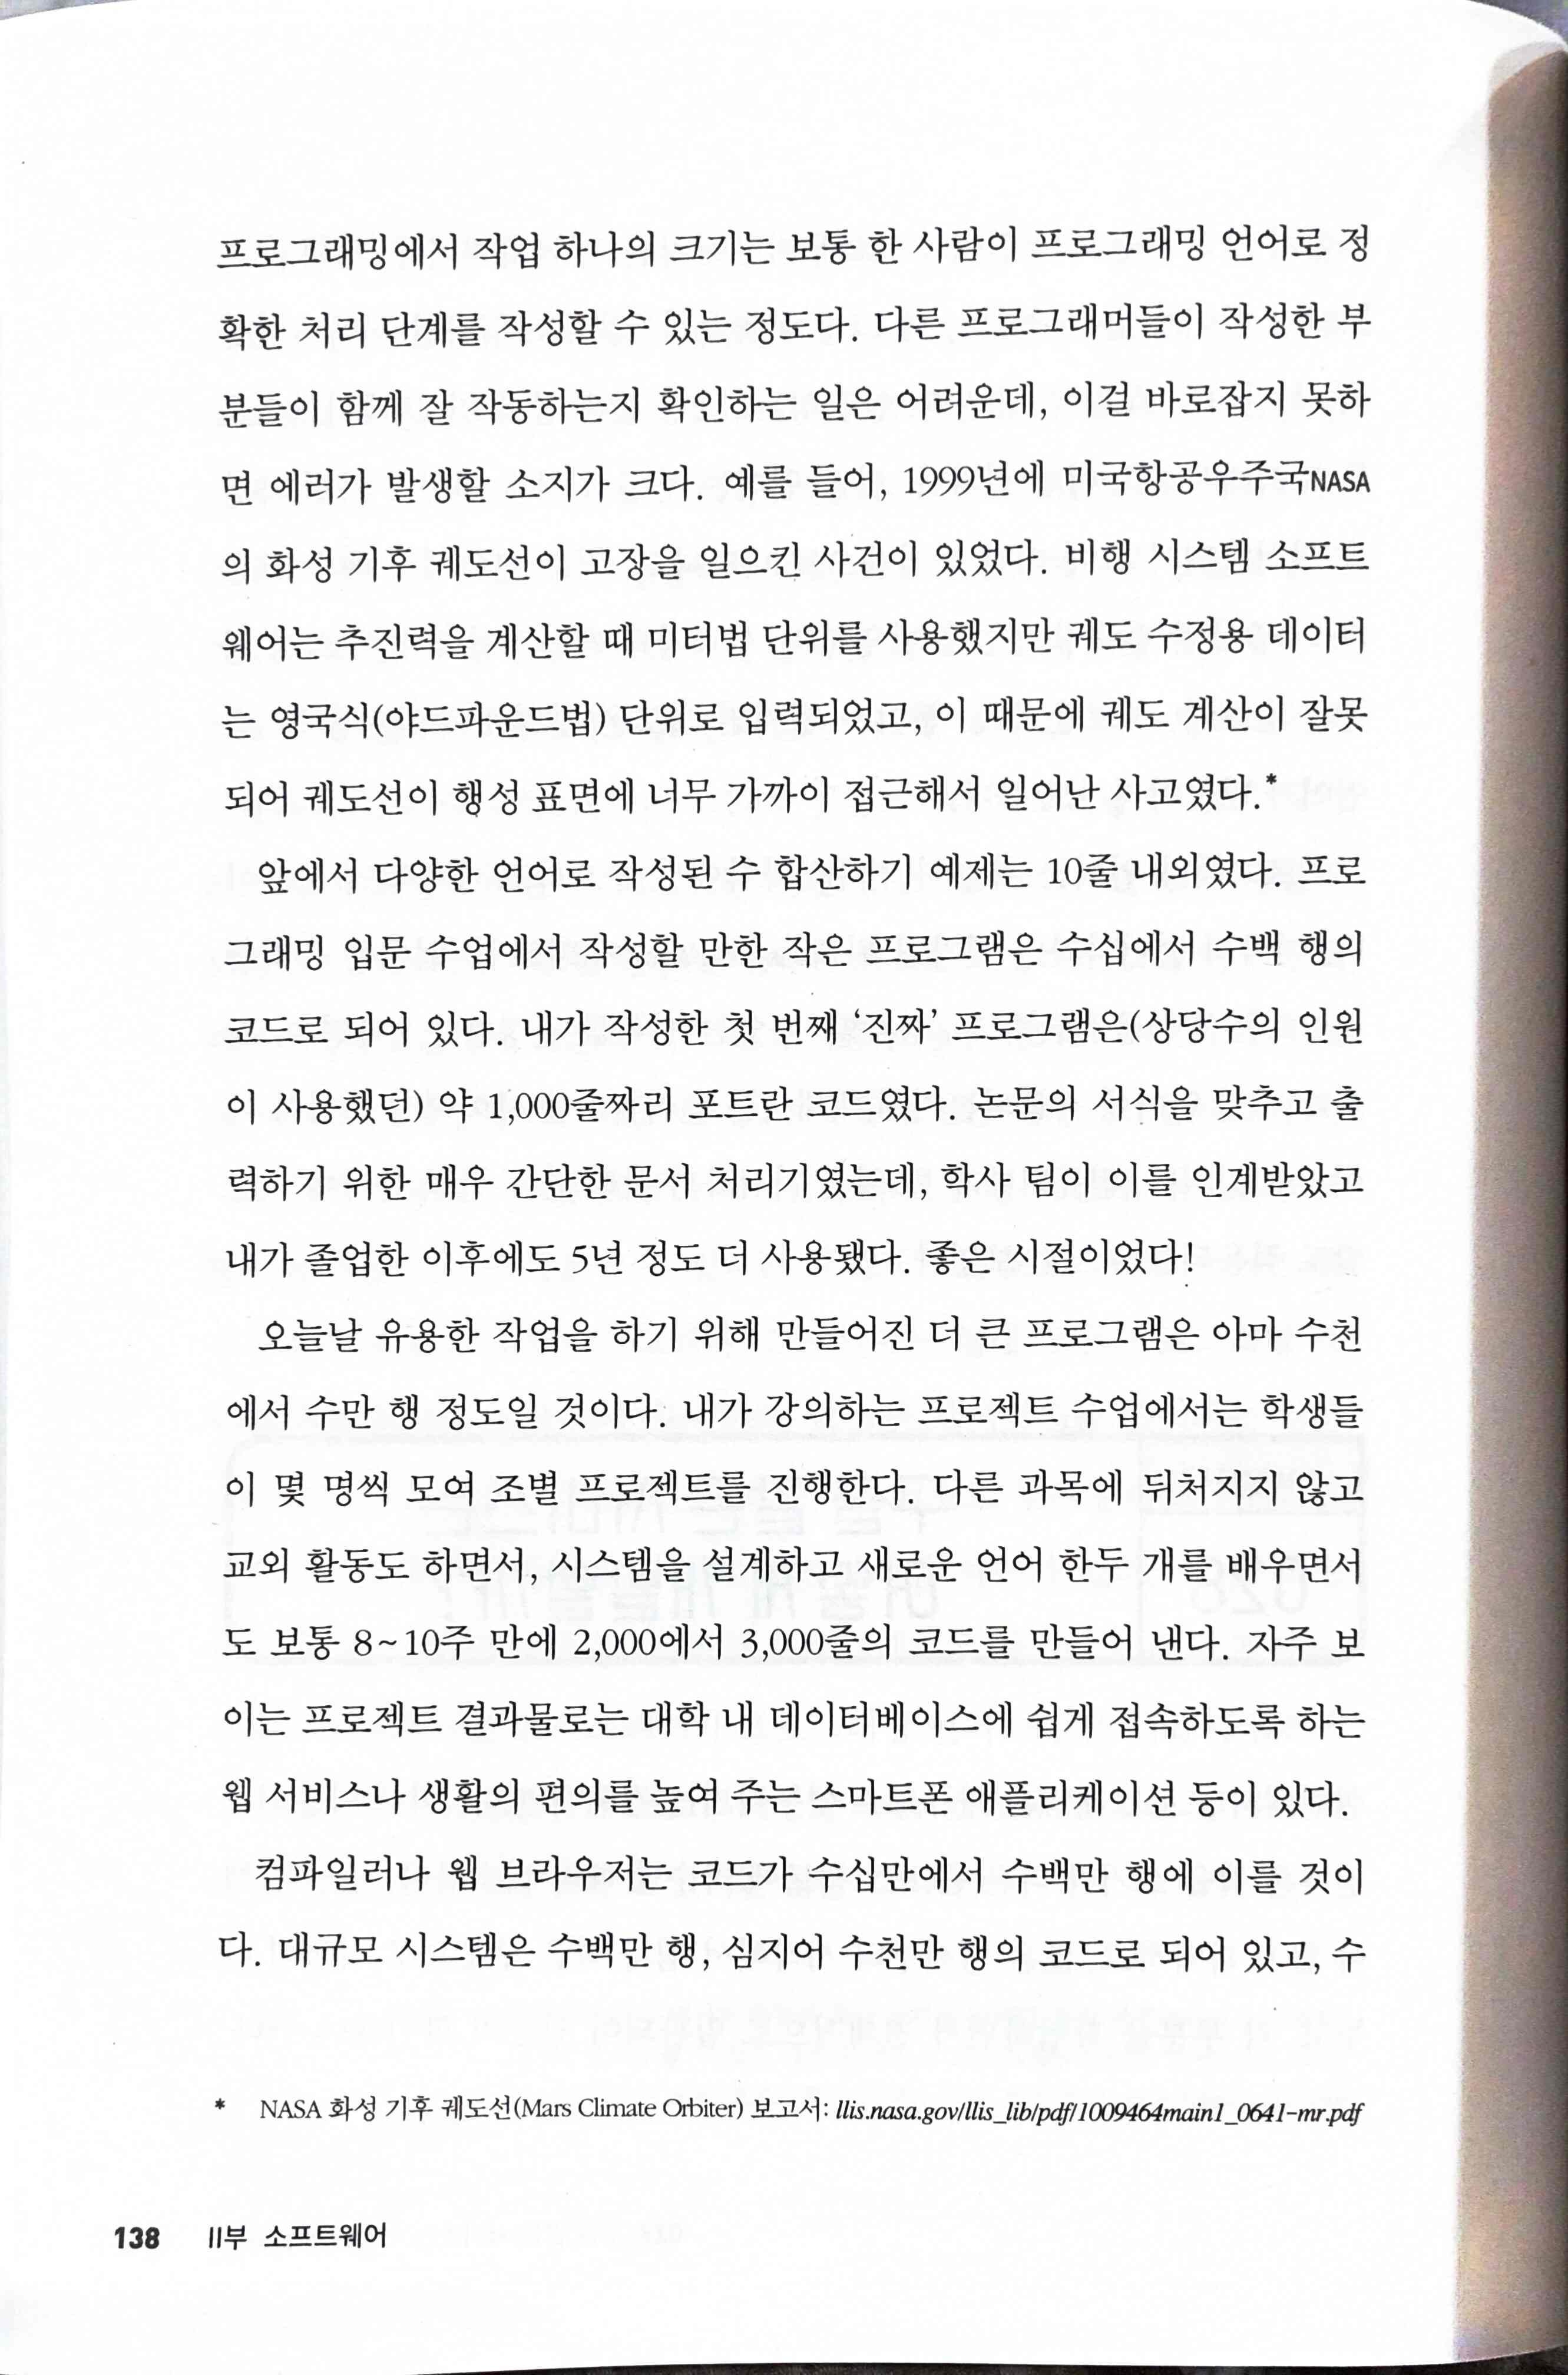 프로그래밍에서 작업 하나의 크기는 보통 한 사람이 프로그래밍 언어로 정
확한 처리 단계를 작성할 수 있는 정도다. 다른 프로그래머들이 작성한 부
분들이 함께 잘 작동하는지 확인하는 일은 어려운데, 이걸 바로잡지 못하
면 에러가 발생할 소지가 크다. 예를 들어, 1999년에 미국항공우주국NASA
의 화성 기후 궤도선이 고장을 일으킨 사건이 있었다. 비행 시스템 소프트
웨어는 추진력을 계산할 때 미터법 단위를 사용했지만 궤도 수정용 데이터
는 영국식(야드파운드법) 단위로 입력되었고, 이 때문에 궤도 계산이 잘못
되어 궤도선이 행성 표면에 너무 가까이 접근해서 일어난 사고였다.*
앞에서 다양한 언어로 작성된 수 합산하기 예제는 10줄 내외였다. 프로
그래밍 입문 수업에서 작성할 만한 작은 프로그램은 수십에서 수백 행의
코드로 되어 있다. 내가 작성한 첫 번째 ‘진짜’ 프로그램은(상당수의 인원
이 사용했던) 약 1,000줄짜리 포트란 코드였다. 논문의 서식을 맞추고 출
력하기 위한 매우 간단한 문서 처리기였는데, 학사 팀이 이를 인계받았고
내가 졸업한 이후에도 5년 정도 더 사용됐다. 좋은 시절이었다!
오늘날 유용한 작업을 하기 위해 만들어진 더 큰 프로그램은 아마 수천
에서 수만 행 정도일 것이다. 내가 강의하는 프로젝트 수업에서는 학생들
이 몇 명씩 모여 조별 프로젝트를 진행한다. 다른 과목에 뒤처지지 않고
교외 활동도 하면서, 시스템을 설계하고 새로운 언어 한두 개를 배우면서
도 보통 8~10주 만에 2,000에서 3,000줄의 코드를 만들어 낸다. 자주 보
이는 프로젝트 결과물로는 대학 내 데이터베이스에 쉽게 접속하도록 하는
웹 서비스나 생활의 편의를 높여 주는 스마트폰 애플리케이션 등이 있다.
컴파일러나 웹 브라우저는 코드가 수십만에서 수백만 행에 이를 것이
다. 대규모 시스템은 수백만 행, 심지어 수천만 행의 코드로 되어 있고, 수
* NASA 화성 기후 궤도선(Mars Climate Orbiter) 보고서: llis.nasa.gov/llis_lib/pdf/1009464main1_0641-mr.pdf
138 II부 소프트웨어